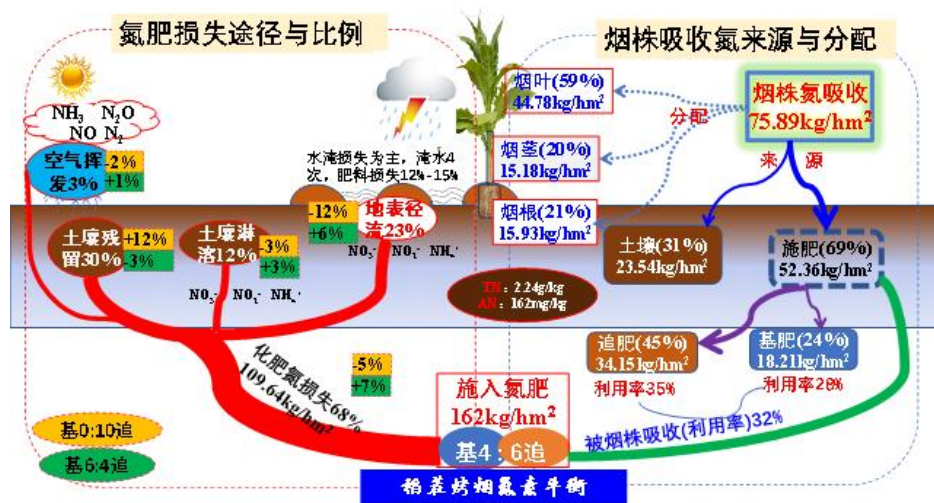 氮肥损失途径与比例
NH₃ N₂O
NO N₂
空气挥
发3%
-2%
+1%
水淹损失为主，淹水4
次，肥料损失12%-15%
土壤残
留30%
+12%
-3%
土壤淋
溶12%
-3%
+3%
-12%
+6%
地表径
流23%
NO₃⁻ NO₂⁻ NH₄⁺
NO₃⁻ NO₂⁻ NH₄⁺
化肥氮损失68%
109.64kg/hm²
-5%
+7%
基0:10追
基6:4追
烟株吸收氮来源与分配
烟叶(59%)
44.78kg/hm²
烟茎(20%)
15.18kg/hm²
烟根(21%)
15.93kg/hm²
分配
烟株氮吸收
75.89kg/hm²
来 源
土壤(31%)
23.54kg/hm²
施肥(69%)
52.36kg/hm²
TN：2.24g/kg
AN：162mg/kg
追肥(45%)
34.15kg/hm²
利用率35%
基肥(24%)
18.21kg/hm²
利用率28%
被烟株吸收(利用率)32%
施入氮肥
162kg/hm²
基4：6追
稻茬烤烟氮素平衡